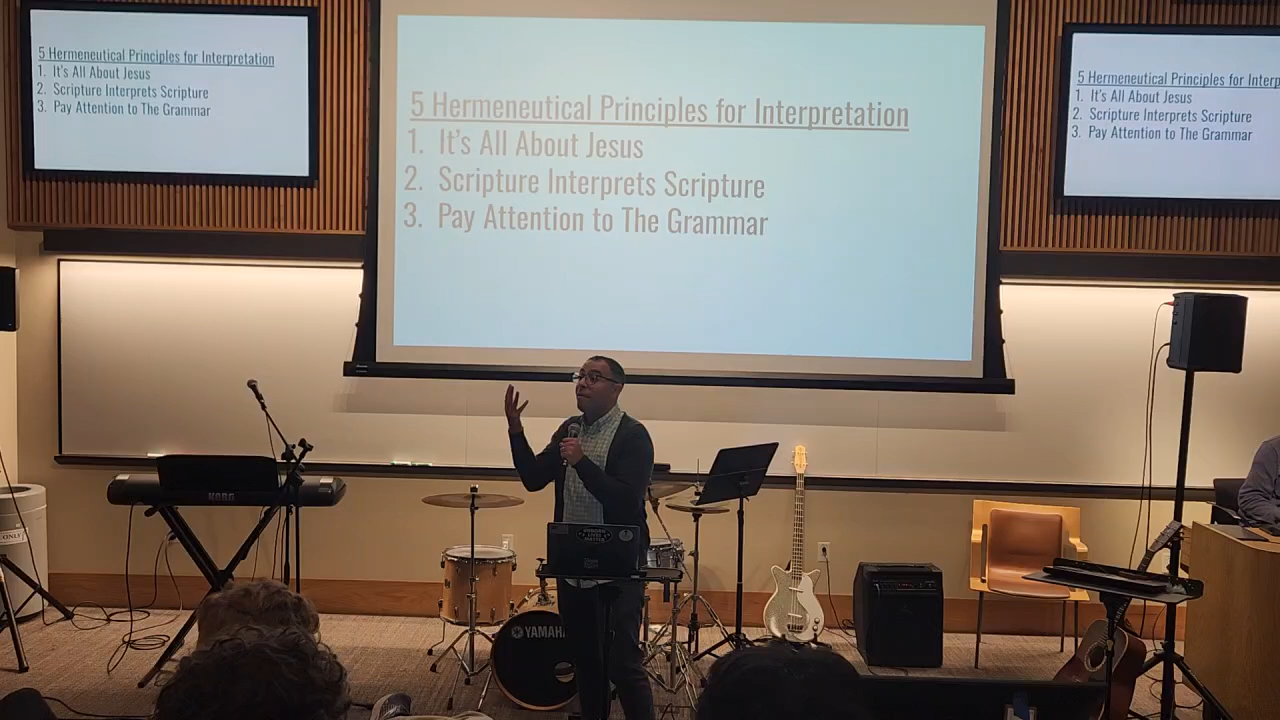 5 Hermeneutical Principles for Interpretation
1. It's All About Jesus
2. Scripture Interprets Scripture
3. Pay Attention to The Grammar
5 Hermeneutical Principles for Interpretation
1. It's All About Jesus
2. Scripture Interprets Scripture
3. Pay Attention to The Grammar
5 Hermeneutical Principles for Interp
1. It's All About Jesus
2. Scripture Interprets Scripture
3. Pay Attention to The Grammar
KORG
YAMAHA
LIVES
MATTER
ONLY